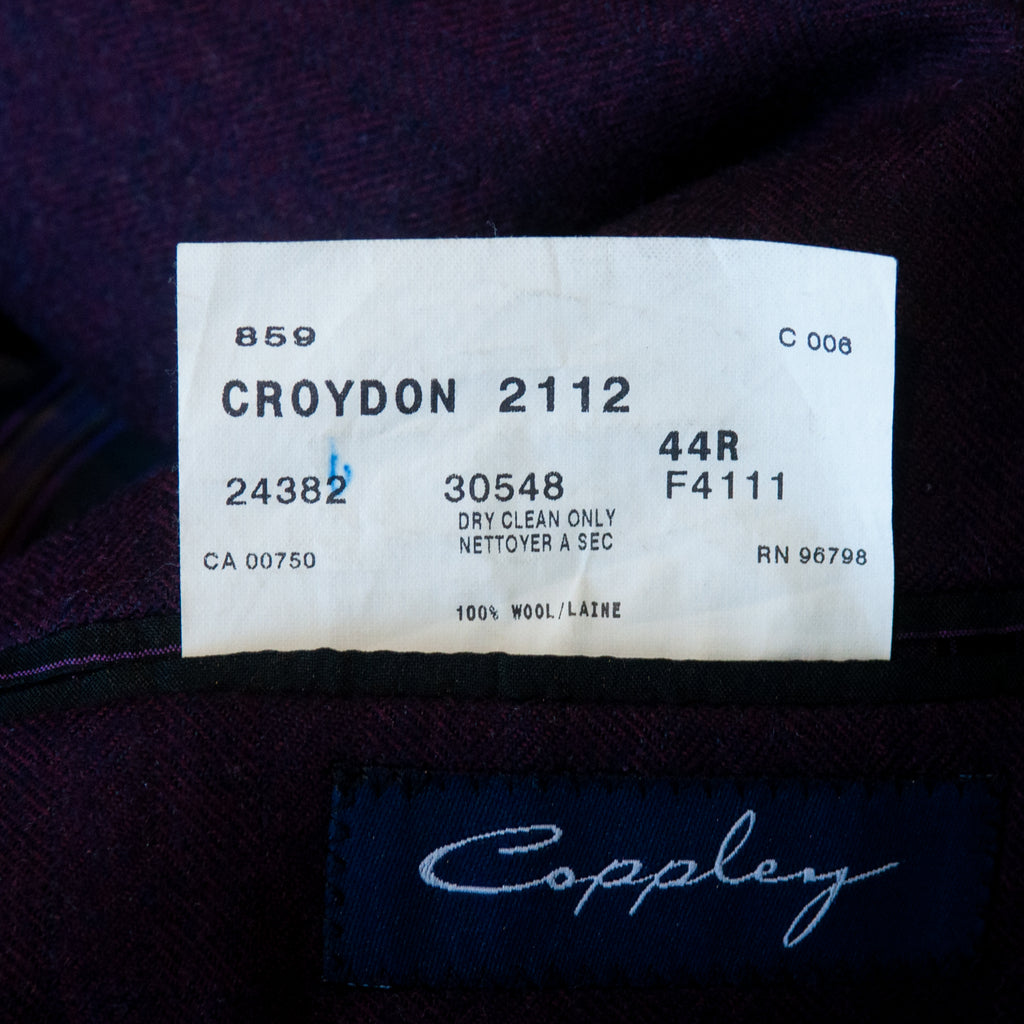 859 C 006
CROYDON 2112
44R
24382 30548 F4111
DRY CLEAN ONLY
NETTOYER A SEC
CA 00750 RN 96798
100% WOOL/LAINE
Coppley